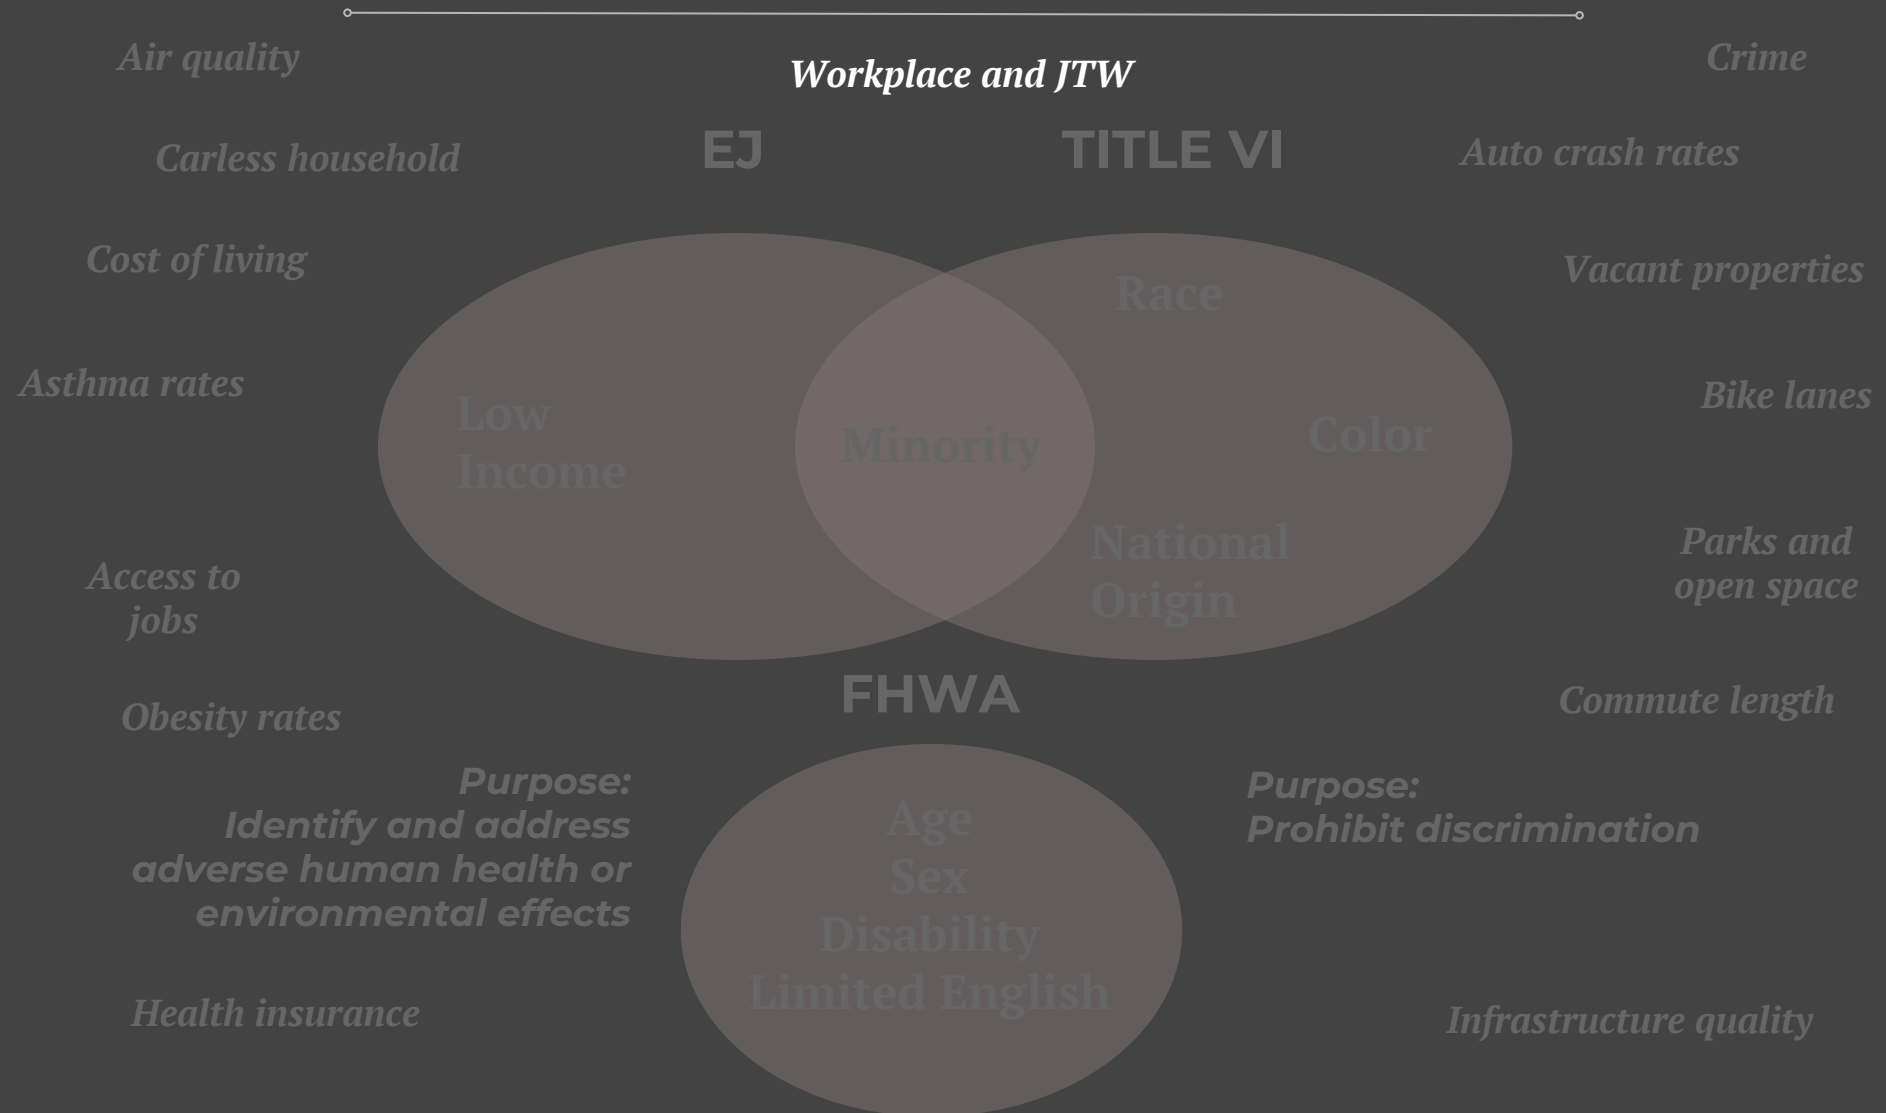 Air quality
Workplace and JTW
Crime
Carless household
EJ
TITLE VI
Auto crash rates
Cost of living
Race
Vacant properties
Asthma rates
Low
Income
Minority
Color
Bike lanes
National
Origin
Access to
jobs
Parks and
open space
FHWA
Obesity rates
Commute length
Purpose:
Identify and address
adverse human health or
environmental effects
Age
Sex
Disability
Limited English
Purpose:
Prohibit discrimination
Health insurance
Infrastructure quality